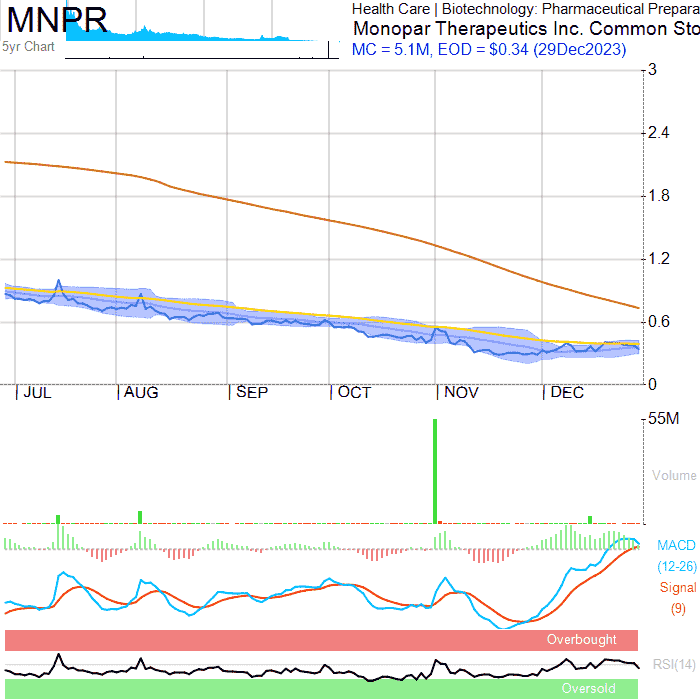 MNPR
5yr Chart
Health Care | Biotechnology: Pharmaceutical Prepara
Monopar Therapeutics Inc. Common Sto
MC = 5.1M, EOD = $0.34 (29Dec2023)
3
2.4
1.8
1.2
0.6
0
JUL
AUG
SEP
OCT
NOV
DEC
55M
Volume
MACD
(12-26)
Signal
(9)
Overbought
RSI(14)
Oversold